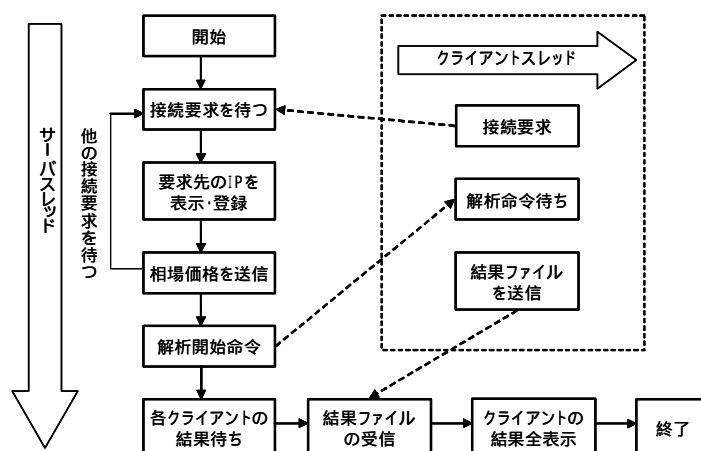 開始
クライアントスレッド
接続要求を待つ
接続要求
サーバスレッド
他の接続要求を待つ
要求先のIPを
表示・登録
解析命令待ち
相場価格を送信
結果ファイル
を送信
解析開始命令
各クライアントの
結果待ち
結果ファイル
の受信
クライアントの
結果全表示
終了